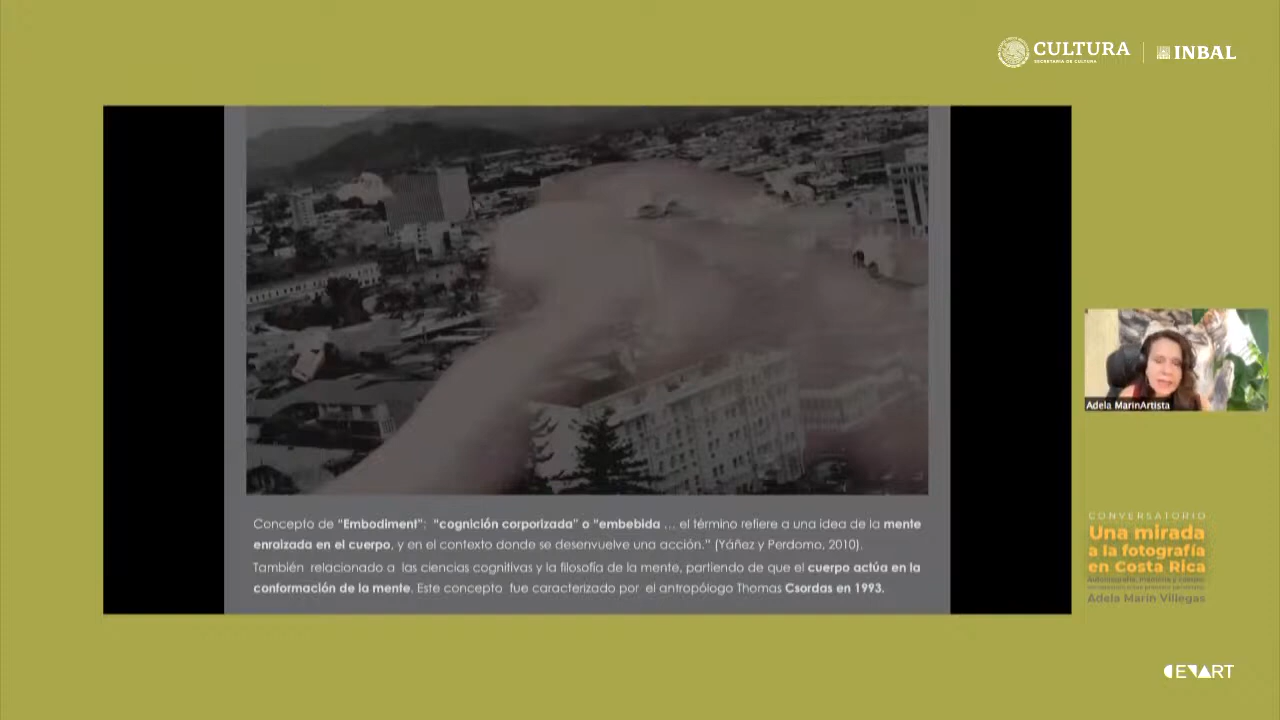 CULTURA
SECRETARÍA DE CULTURA
INBAL
Concepto de “Embodiment”: “cognición corporizada” o “embebida … el término refiere a una idea de la mente
enraizada en el cuerpo, y en el contexto donde se desenvuelve una acción.” (Yáñez y Perdomo, 2010).
También relacionado a las ciencias cognitivas y la filosofía de la mente, partiendo de que el cuerpo actúa en la
conformación de la mente. Este concepto fue caracterizado por el antropólogo Thomas Csordas en 1993.
Adela MarinArtista
CONVERSATORIO
Una mirada
a la fotografía
en Costa Rica
Adela Marín Villegas
CENART